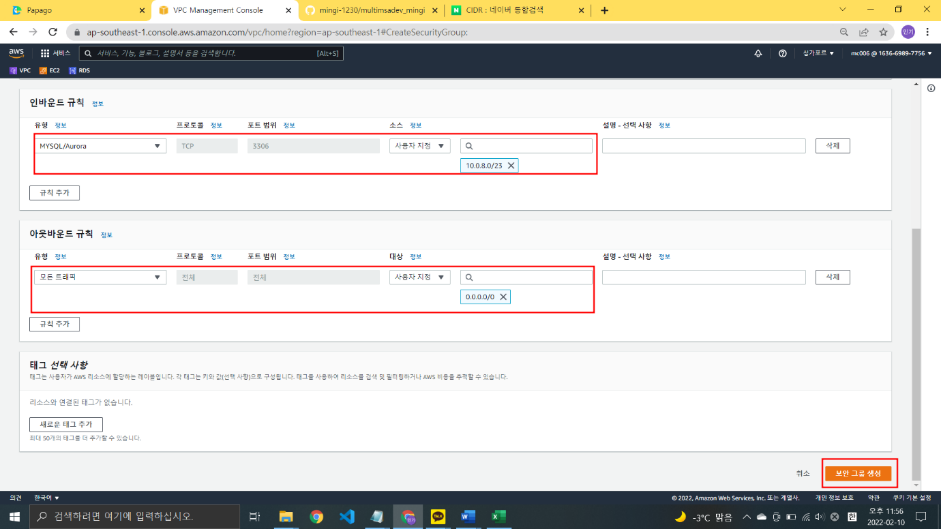 Papago
VPC Management Console
mingi-1230/multimsadev_mingi
CIDR : 네이버 통합검색
ap-southeast-1.console.aws.amazon.com/vpc/home?region=ap-southeast-1#CreateSecurityGroup:
민기
aws
서비스
서비스, 기능, 블로그, 설명서 등을 검색합니다.
[Alt+S]
싱가포르
mc006 @ 1636-6989-7756
VPC
EC2
RDS
인바운드 규칙 정보
유형 정보 프로토콜 정보 포트 범위 정보 소스 정보 설명 - 선택 사항 정보
MYSQL/Aurora TCP 3306 사용자 지정 삭제
10.0.8.0/23
규칙 추가
아웃바운드 규칙 정보
유형 정보 프로토콜 정보 포트 범위 정보 대상 정보 설명 - 선택 사항 정보
모든 트래픽 전체 전체 사용자 지정 삭제
0.0.0.0/0
규칙 추가
태그 선택 사항
태그는 사용자가 AWS 리소스에 할당하는 레이블입니다. 각 태그는 키와 값(선택 사항)으로 구성됩니다. 태그를 사용하여 리소스를 검색 및 필터링하거나 AWS 비용을 추적할 수 있습니다.
리소스와 연결된 태그가 없습니다.
새로운 태그 추가
최대 50개의 태그를 더 추가할 수 있습니다.
취소 보안 그룹 생성
의견 한국어 © 2022, Amazon Web Services, Inc. 또는 계열사. 개인 정보 보호 약관 쿠키 기본 설정
검색하려면 여기에 입력하십시오.
TALK
-3°C 맑음
한
오후 11:56
2022-02-10